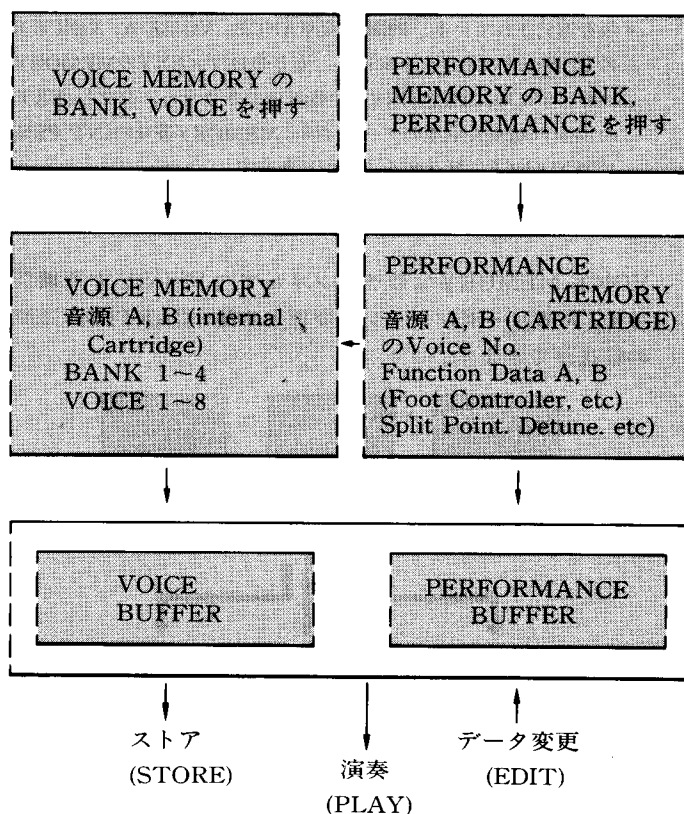 VOICE MEMORY の
BANK, VOICE を押す
PERFORMANCE
MEMORY の BANK,
PERFORMANCE を押す
VOICE MEMORY
音源 A, B (internal
Cartridge)
BANK 1~4
VOICE 1~8
PERFORMANCE
MEMORY
音源 A, B (CARTRIDGE)
のVoice No.
Function Data A, B
(Foot Controller, etc)
Split Point. Detune. etc)
VOICE
BUFFER
PERFORMANCE
BUFFER
ストア
(STORE)
演奏
(PLAY)
データ変更
(EDIT)